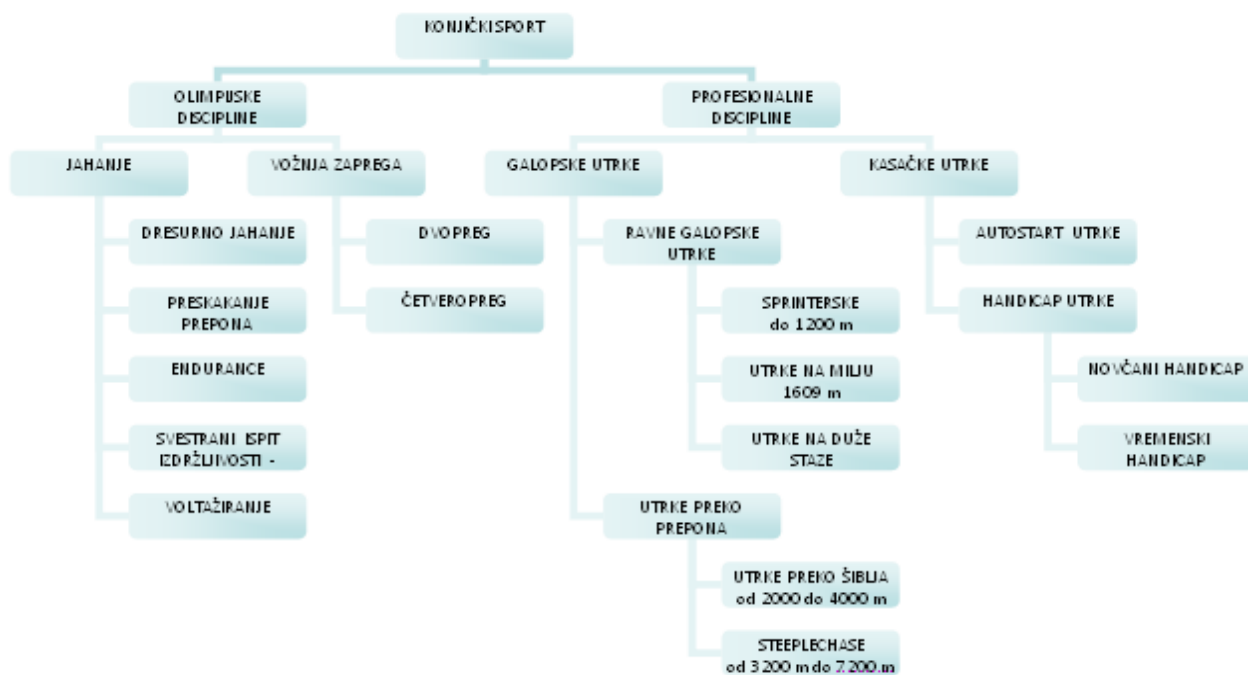 KONJIČKI SPORT
OLIMPIJSKE
DISCIPLINE
PROFESIONALNE
DISCIPLINE
JAHANJE
VOŽNJA ZAPREGA
GALOPSKE UTRKE
KASAČKE UTRKE
DRESURNO JAHANJE
PRESKAKANJE
PREPONA
ENDURANCE
SVESTRANI ISPIT
IZDRŽLJIVOSTI -
VOLTAŽIRANJE
DVOPREG
ČETVEROPREG
RAVNE GALOPSKE
UTRKE
SPRINTERSKE
do 1200 m
UTRKE NA MILJU
1609 m
UTRKE NA DUŽE
STAZE
UTRKE PREKO
PREPONA
UTRKE PREKO ŠIBLJA
od 2000 do 4000 m
STEEPLECHASE
od 3200 m do 7.200.m
AUTOSTART UTRKE
HANDICAP UTRKE
NOVČANI HANDICAP
VREMENSKI
HANDICAP